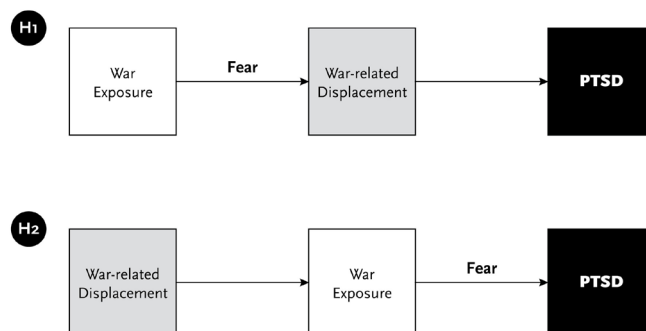 H1
War
Exposure
Fear
War-related
Displacement
PTSD
H2
War-related
Displacement
War
Exposure
Fear
PTSD